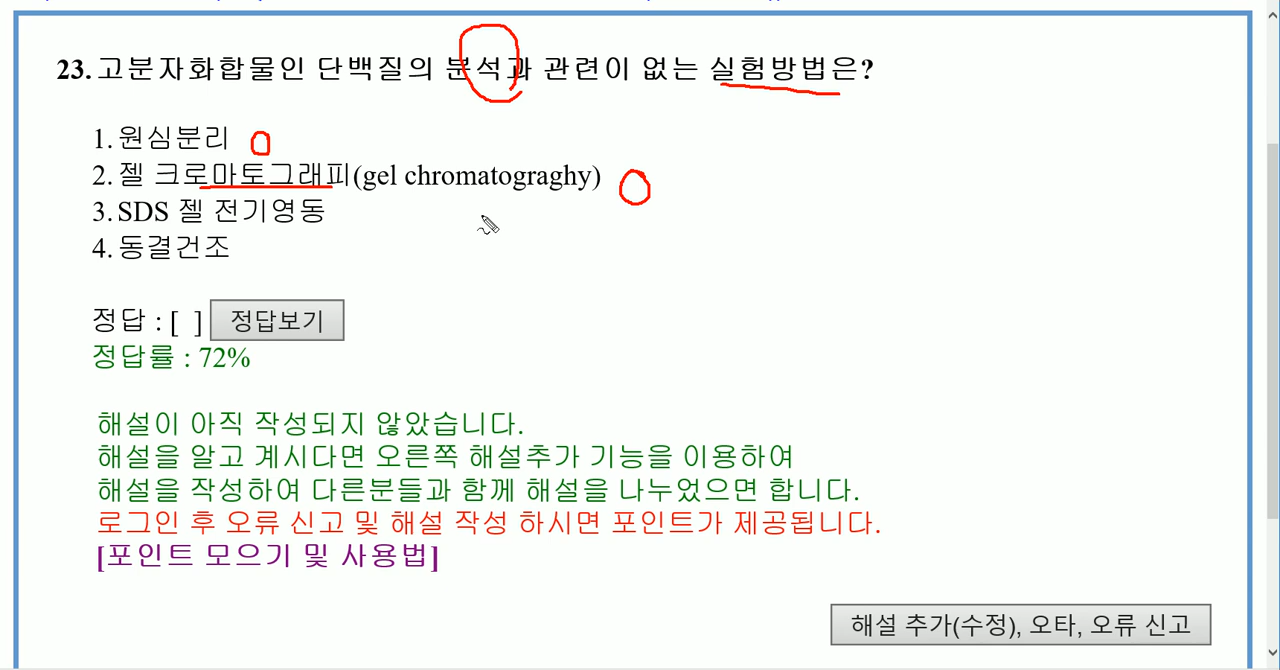 23. 고분자화합물인 단백질의 분석과 관련이 없는 실험방법은?
1. 원심분리
2. 젤 크로마토그래피(gel chromatograghy)
3. SDS 젤 전기영동
4. 동결건조
정답 : [ ] 정답보기
정답률 : 72%
해설이 아직 작성되지 않았습니다.
해설을 알고 계시다면 오른쪽 해설추가 기능을 이용하여
해설을 작성하여 다른분들과 함께 해설을 나누었으면 합니다.
로그인 후 오류 신고 및 해설 작성 하시면 포인트가 제공됩니다.
[포인트 모으기 및 사용법]
해설 추가(수정), 오타, 오류 신고